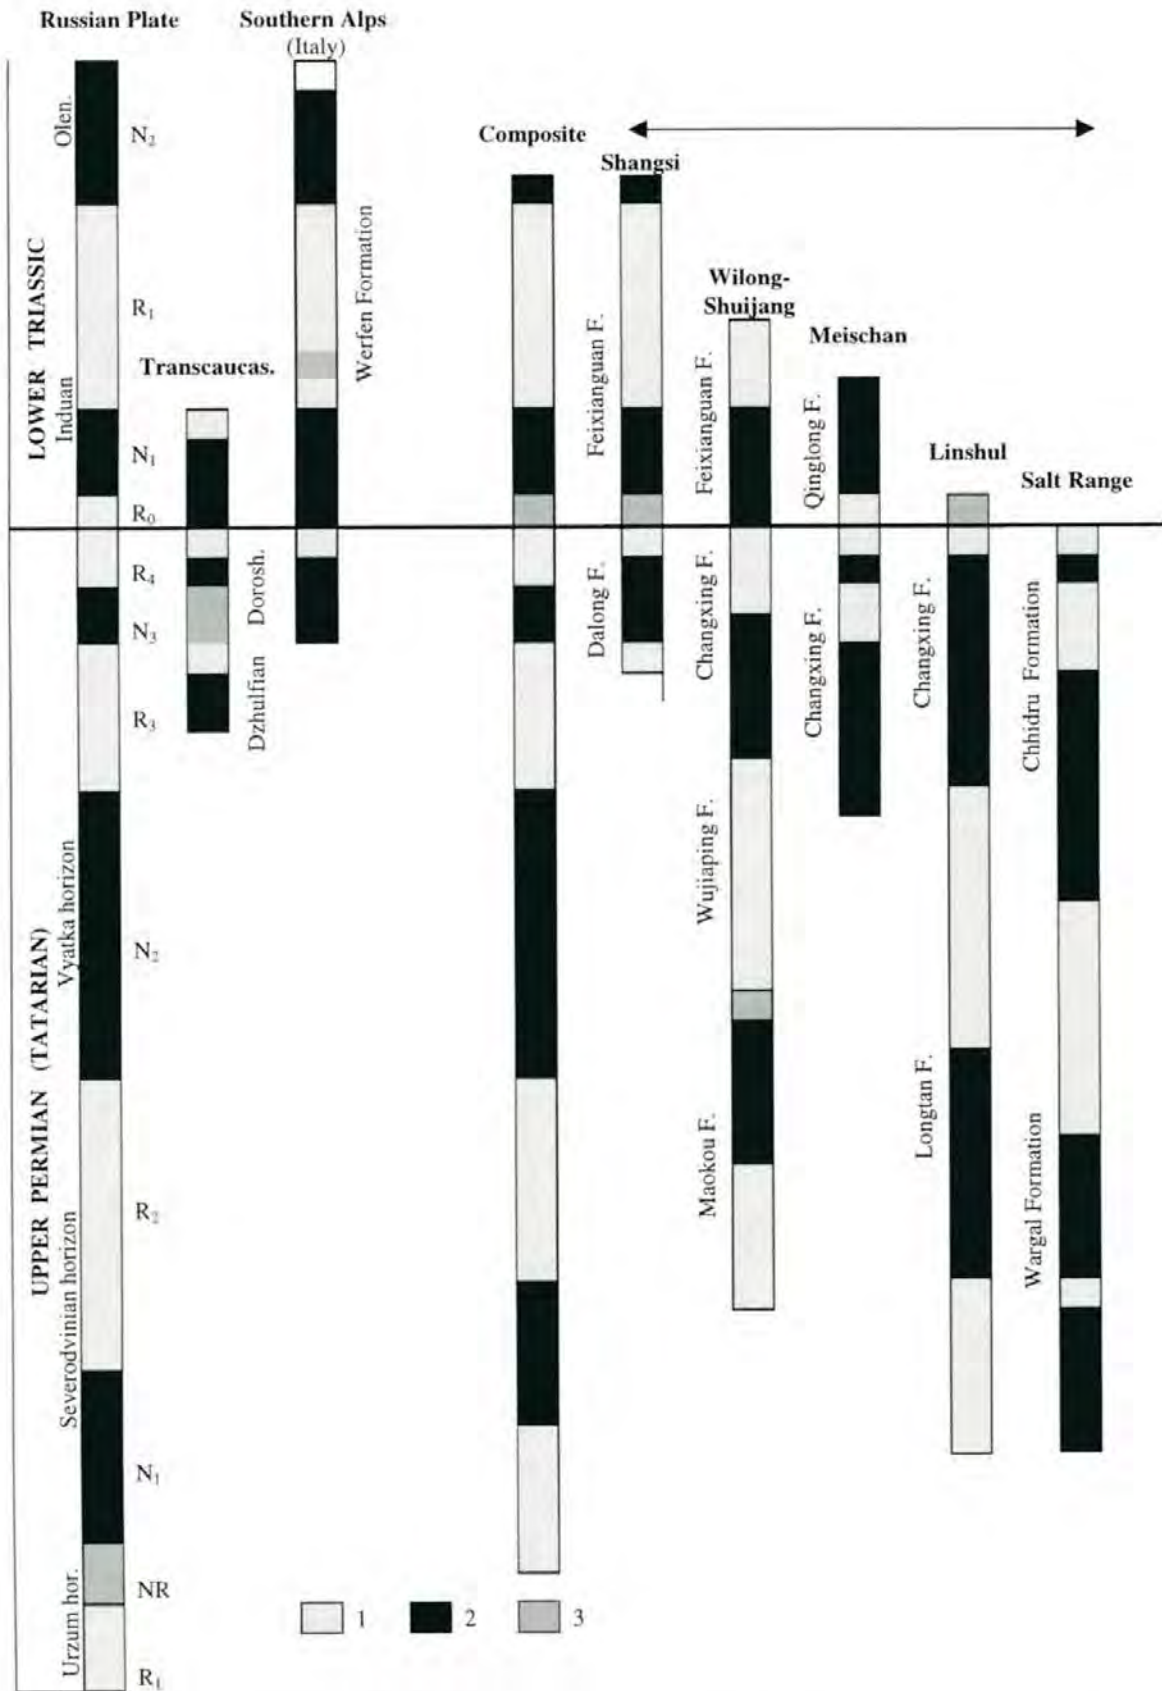 Russian Plate
Southern Alps
(Italy)
Composite
Shangsi
Wilong-
Shuijang
Meischan
Transcaucas.
Linshul
Salt Range
LOWER TRIASSIC
Olen.
Induan
N₂
R₁
N₁
R₀
Werfen Formation
Feixianguan F.
Feixianguan F.
Qinglong F.
UPPER PERMIAN (TATARIAN)
Vyatka horizon
Severodvinian horizon
Urzum hor.
R₄
N₃
R₃
N₂
R₂
N₁
NR
R₁
Dorosh.
Dzhulfian
Dalong F.
Changxing F.
Wujiaping F.
Maokou F.
Changxing F.
Changxing F.
Longtan F.
Chhidru Formation
Wargal Formation
1
2
3